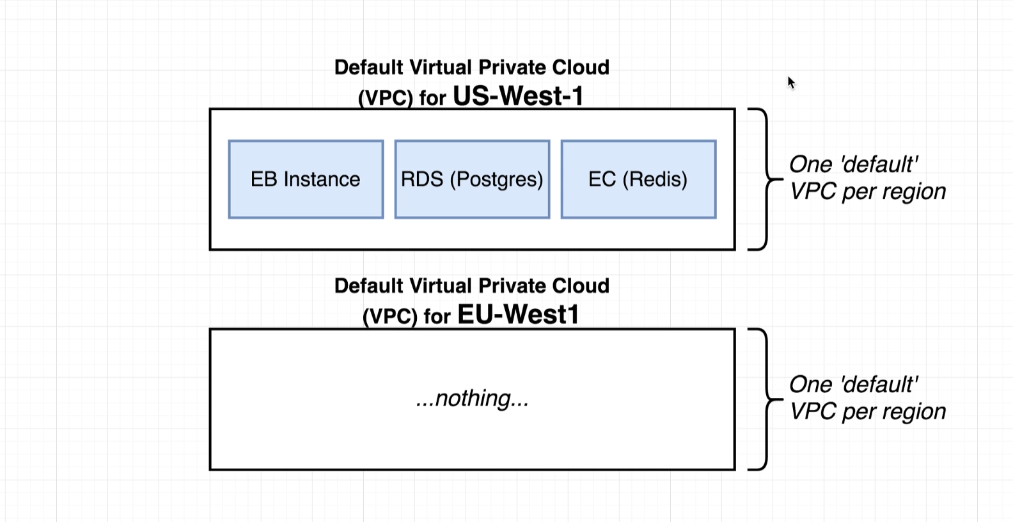 Default Virtual Private Cloud
(VPC) for US-West-1
EB Instance
RDS (Postgres)
EC (Redis)
One 'default'
VPC per region
Default Virtual Private Cloud
(VPC) for EU-West1
...nothing...
One 'default'
VPC per region